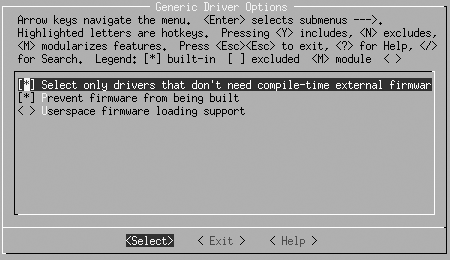 Generic Driver Options
Arrow keys navigate the menu. <Enter> selects submenus --->.
Highlighted letters are hotkeys. Pressing <Y> includes, <N> excludes,
<M> modularizes features. Press <Esc><Esc> to exit, <?> for Help, </>
for Search. Legend: [*] built-in [ ] excluded <M> module < >
[*] Select only drivers that don't need compile-time external firmwar
[*] Prevent firmware from being built
< > Userspace firmware loading support
<Select> < Exit > < Help >